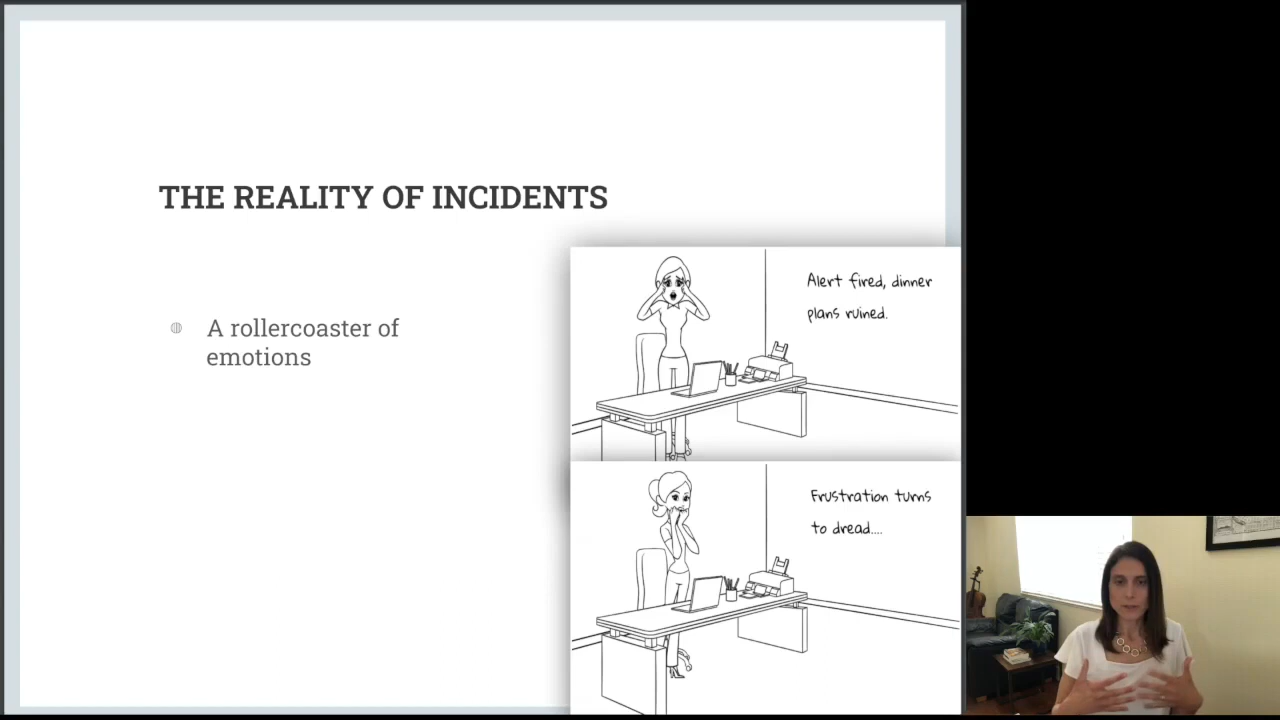 THE REALITY OF INCIDENTS
A rollercoaster of
emotions
Alert fired, dinner
plans ruined.
Frustration turns
to dread....